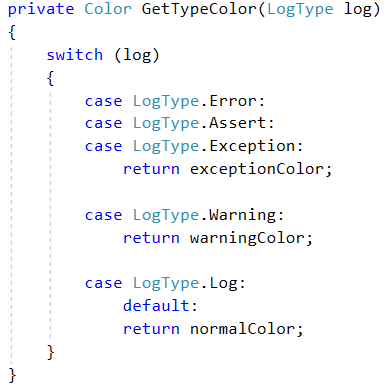 private Color GetTypeColor(LogType log)
{
    switch (log)
    {
        case LogType.Error:
        case LogType.Assert:
        case LogType.Exception:
            return exceptionColor;

        case LogType.Warning:
            return warningColor;

        case LogType.Log:
            default:
            return normalColor;
    }
}